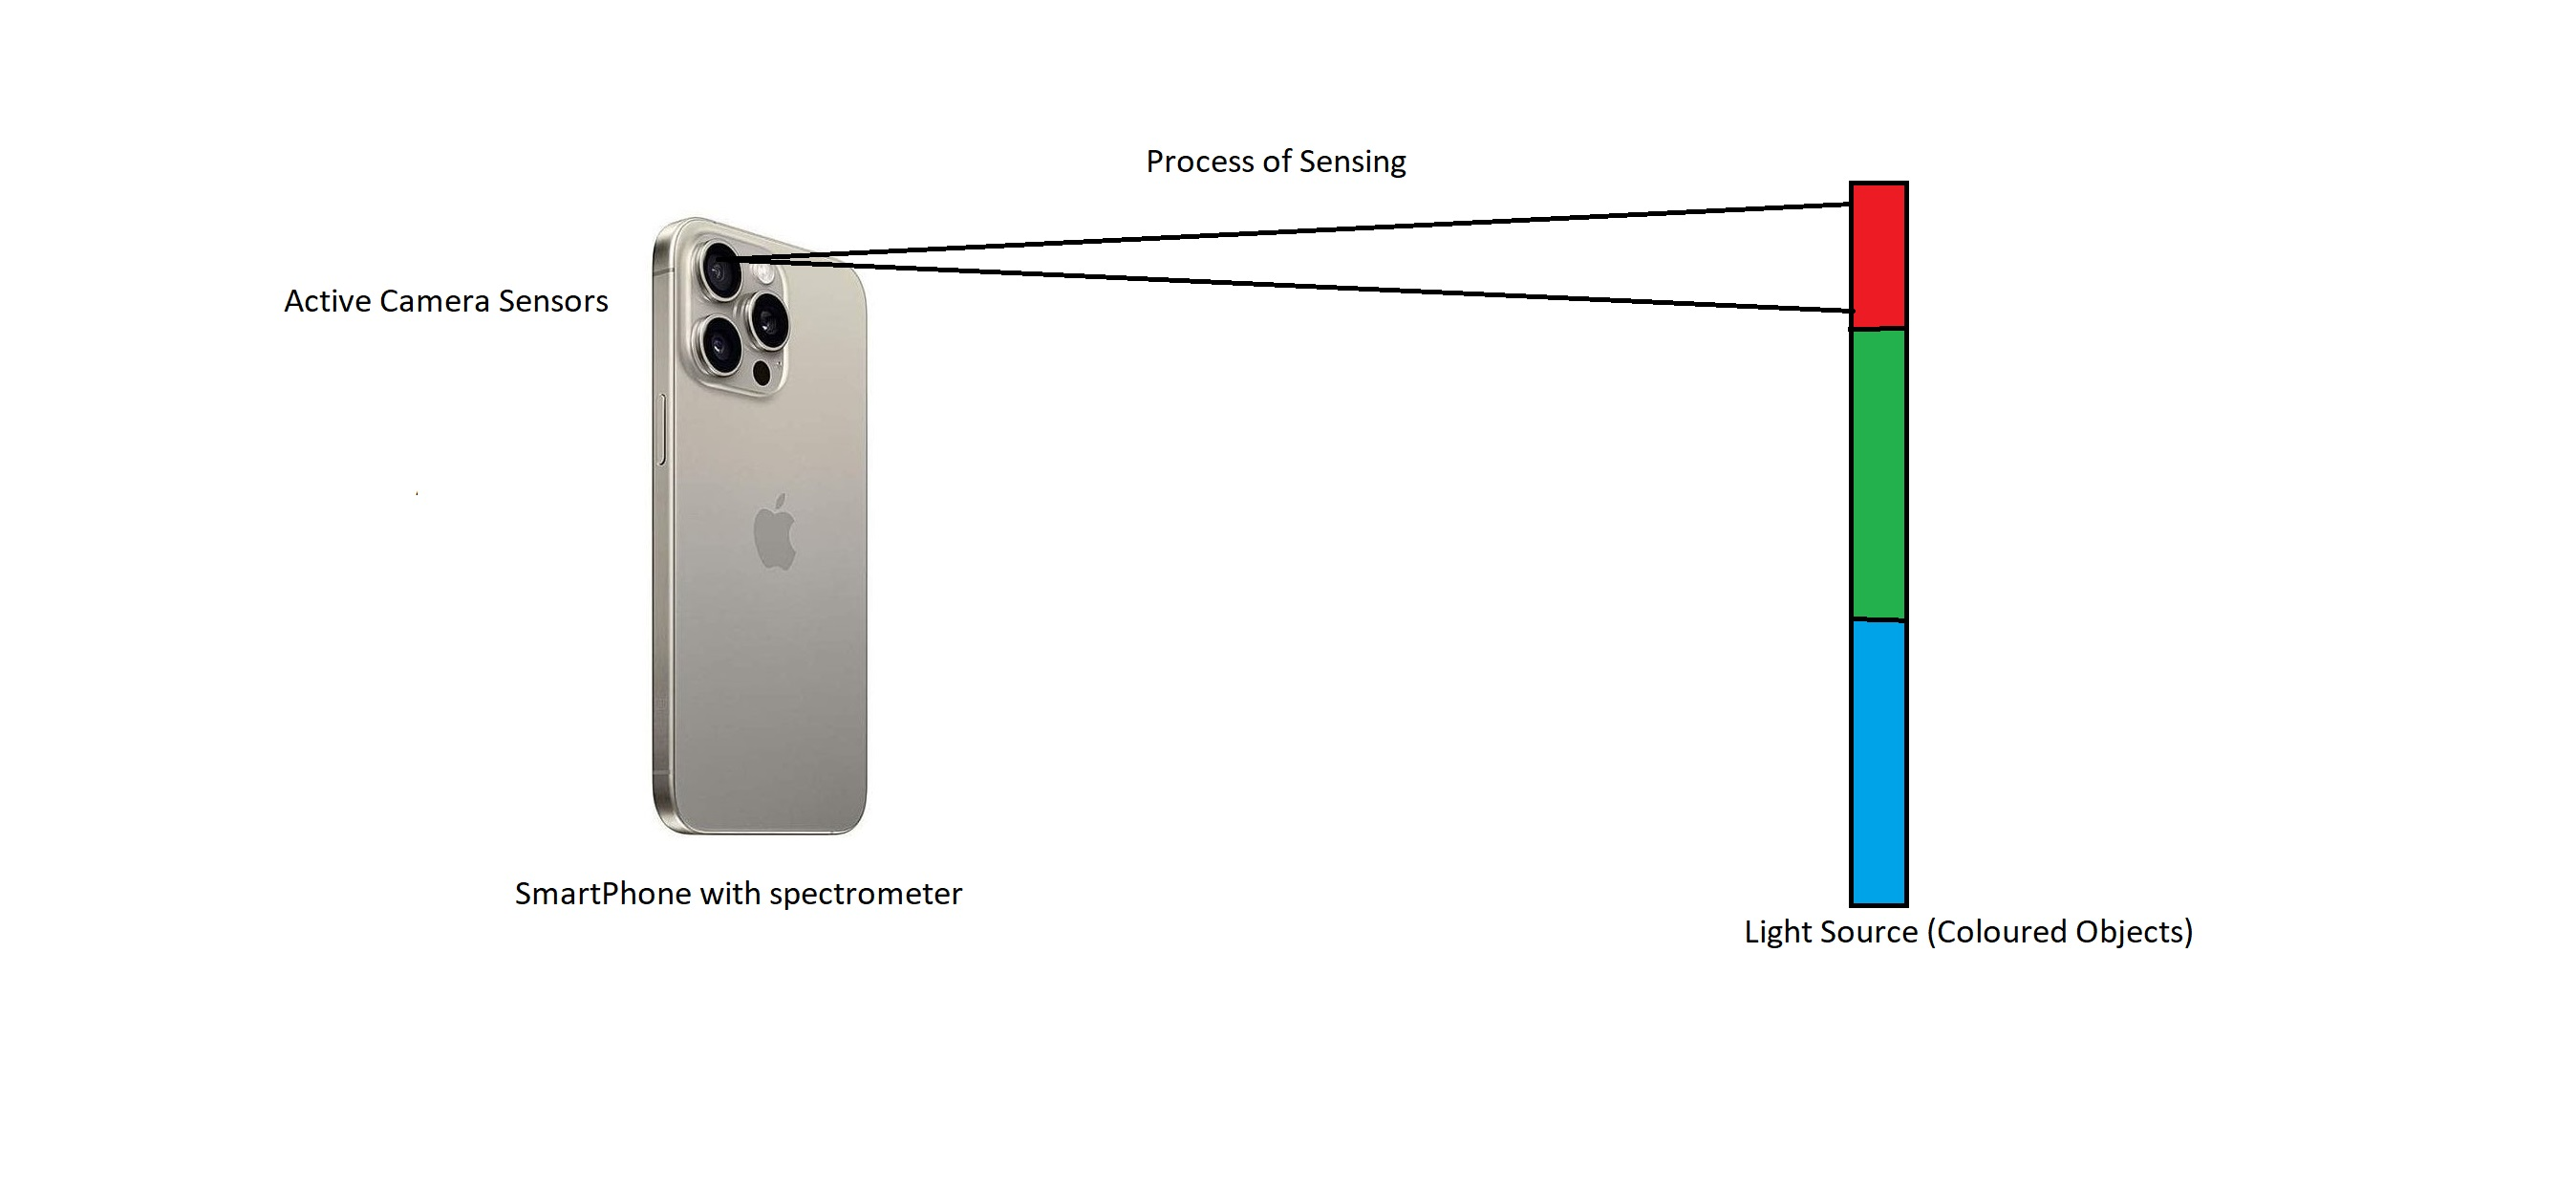 Process of Sensing
Active Camera Sensors
SmartPhone with spectrometer
Light Source (Coloured Objects)